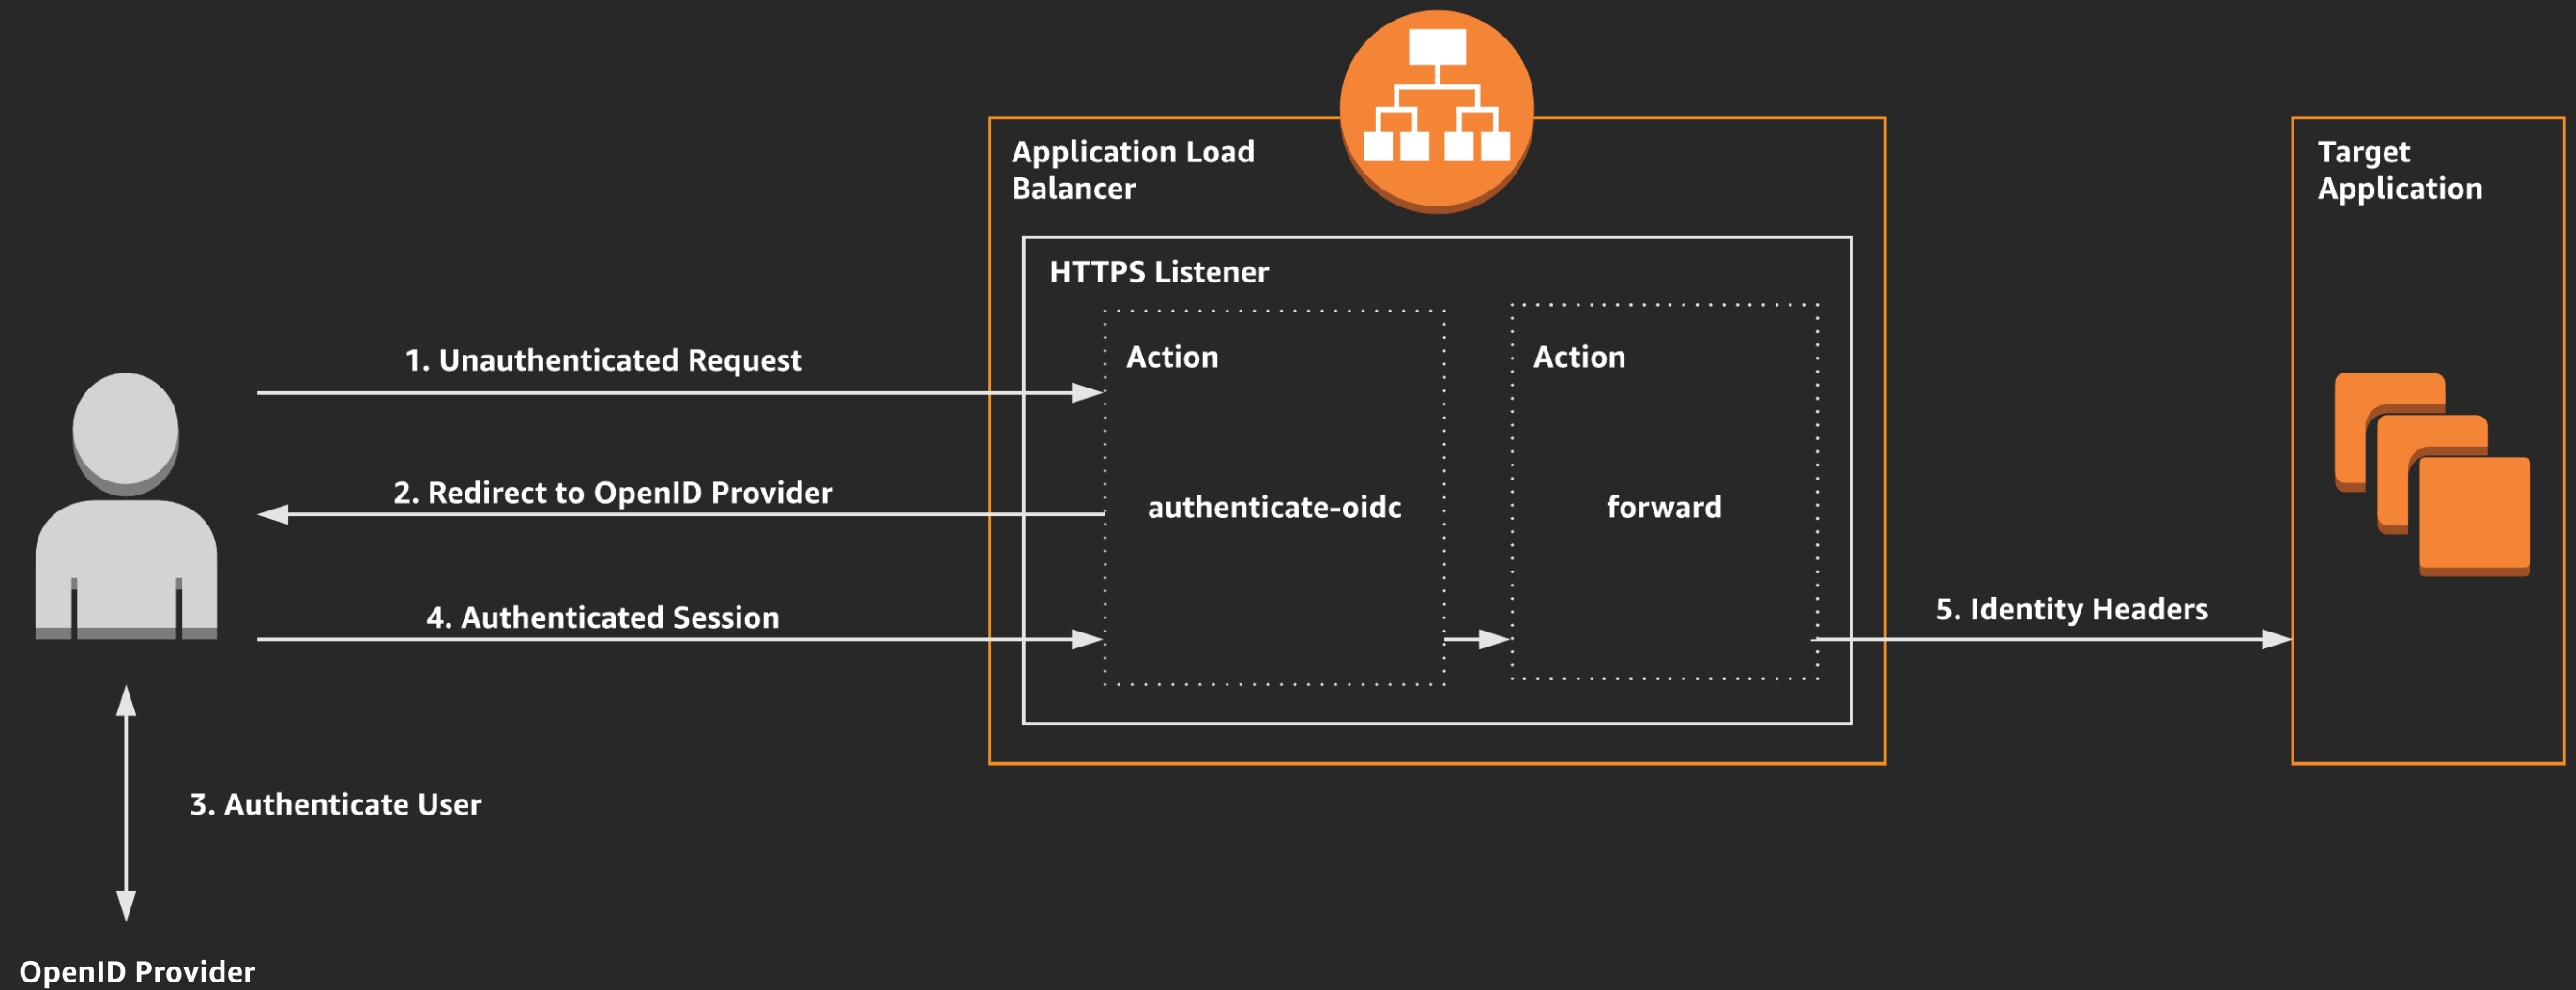 Application Load
Balancer
Target
Application
HTTPS Listener
1. Unauthenticated Request
Action
Action
2. Redirect to OpenID Provider
authenticate-oidc
forward
4. Authenticated Session
5. Identity Headers
3. Authenticate User
OpenID Provider